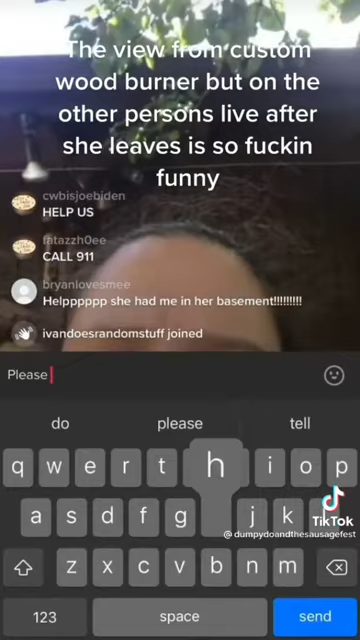 The view from custom
wood burner but on the
other persons live after
she leaves is so fuckin
funny
cwbisjoebiden
HELP US
fatazzh0ee
CALL 911
bryanlovesmee
Helpppppp she had me in her basement!!!!!!!!!
ivandoesrandomstuff joined
Please
do please tell
q w e r t h i o p
a s d f g j k
TikTok
@dumpydoandthesausagefest
z x c v b n m
123 space send